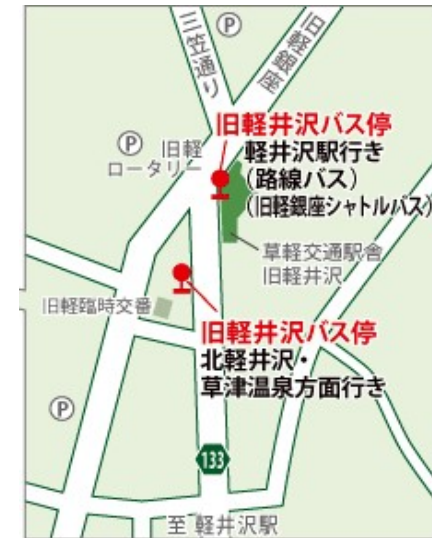 P
三笠通り
旧軽銀座
旧軽井沢バス停
軽井沢駅行き
(路線バス)
(旧軽銀座シャトルバス)
P
旧軽
ロータリー
草軽交通駅舎
旧軽井沢
旧軽臨時交番
旧軽井沢バス停
北軽井沢・
草津温泉方面行き
P
133
至 軽井沢駅